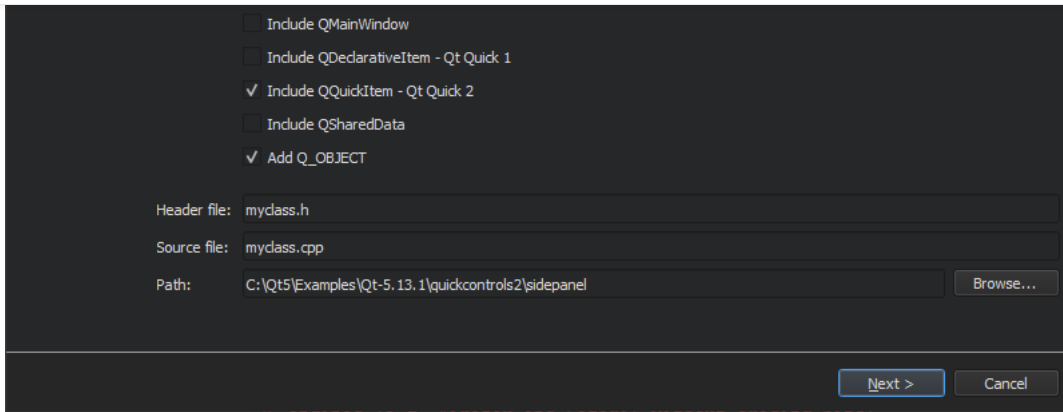 Include QMainWindow
Include QDeclarativeItem - Qt Quick 1
Include QQuickItem - Qt Quick 2
Include QSharedData
Add Q_OBJECT
Header file: myclass.h
Source file: myclass.cpp
Path: C:\Qt5\Examples\Qt-5.13.1\quickcontrols2\sidepanel Browse...
Next > Cancel